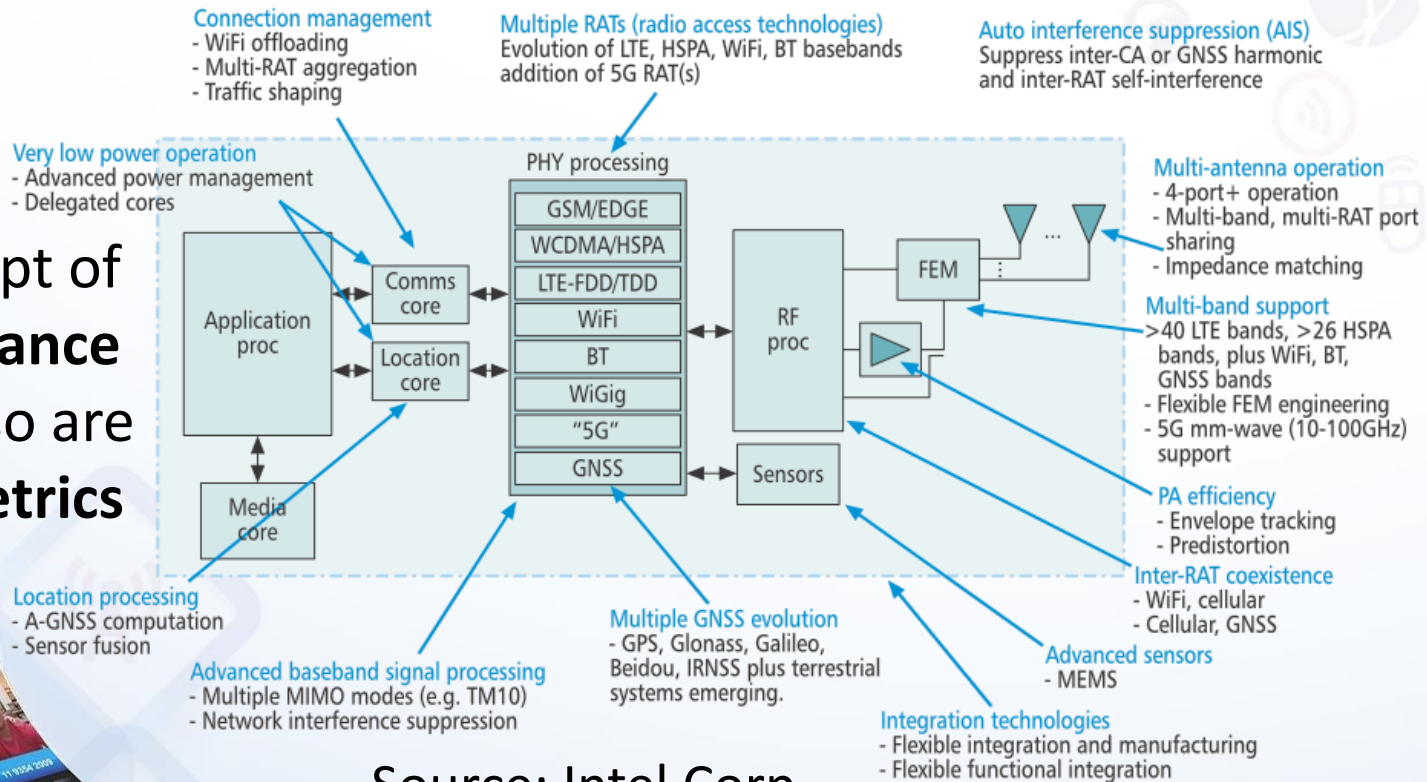 Connection management
- WiFi offloading
- Multi-RAT aggregation
- Traffic shaping
Multiple RATs (radio access technologies)
Evolution of LTE, HSPA, WiFi, BT basebands
addition of 5G RAT(s)
Auto interference suppression (AIS)
Suppress inter-CA or GNSS harmonic
and inter-RAT self-interference
Very low power operation
- Advanced power management
- Delegated cores
pt of
ance
so are
etrics
PHY processing
GSM/EDGE
WCDMA/HSPA
LTE-FDD/TDD
WiFi
BT
WiGig
"5G"
GNSS
Application
proc
Comms
core
Location
core
Media
core
RF
proc
FEM
...
Sensors
Multi-antenna operation
- 4-port+ operation
- Multi-band, multi-RAT port
sharing
- Impedance matching
Multi-band support
>40 LTE bands, >26 HSPA
bands, plus WiFi, BT,
GNSS bands
- Flexible FEM engineering
- 5G mm-wave (10-100GHz)
support
PA efficiency
- Envelope tracking
- Predistortion
Inter-RAT coexistence
- WiFi, cellular
- Cellular, GNSS
Location processing
- A-GNSS computation
- Sensor fusion
Advanced baseband signal processing
- Multiple MIMO modes (e.g. TM10)
- Network interference suppression
Multiple GNSS evolution
- GPS, Glonass, Galileo,
Beidou, IRNSS plus terrestrial
systems emerging.
Advanced sensors
- MEMS
Integration technologies
- Flexible integration and manufacturing
- Flexible functional integration
Source: Intel Corp
11 9354 2009